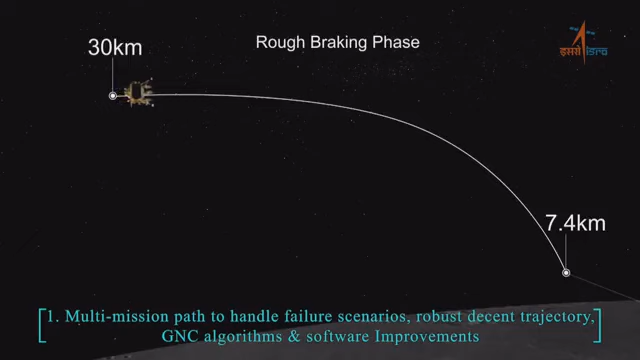 Rough Braking Phase
30km
इसरो isro
7.4km
1. Multi-mission path to handle failure scenarios, robust decent trajectory,
GNC algorithms & software Improvements